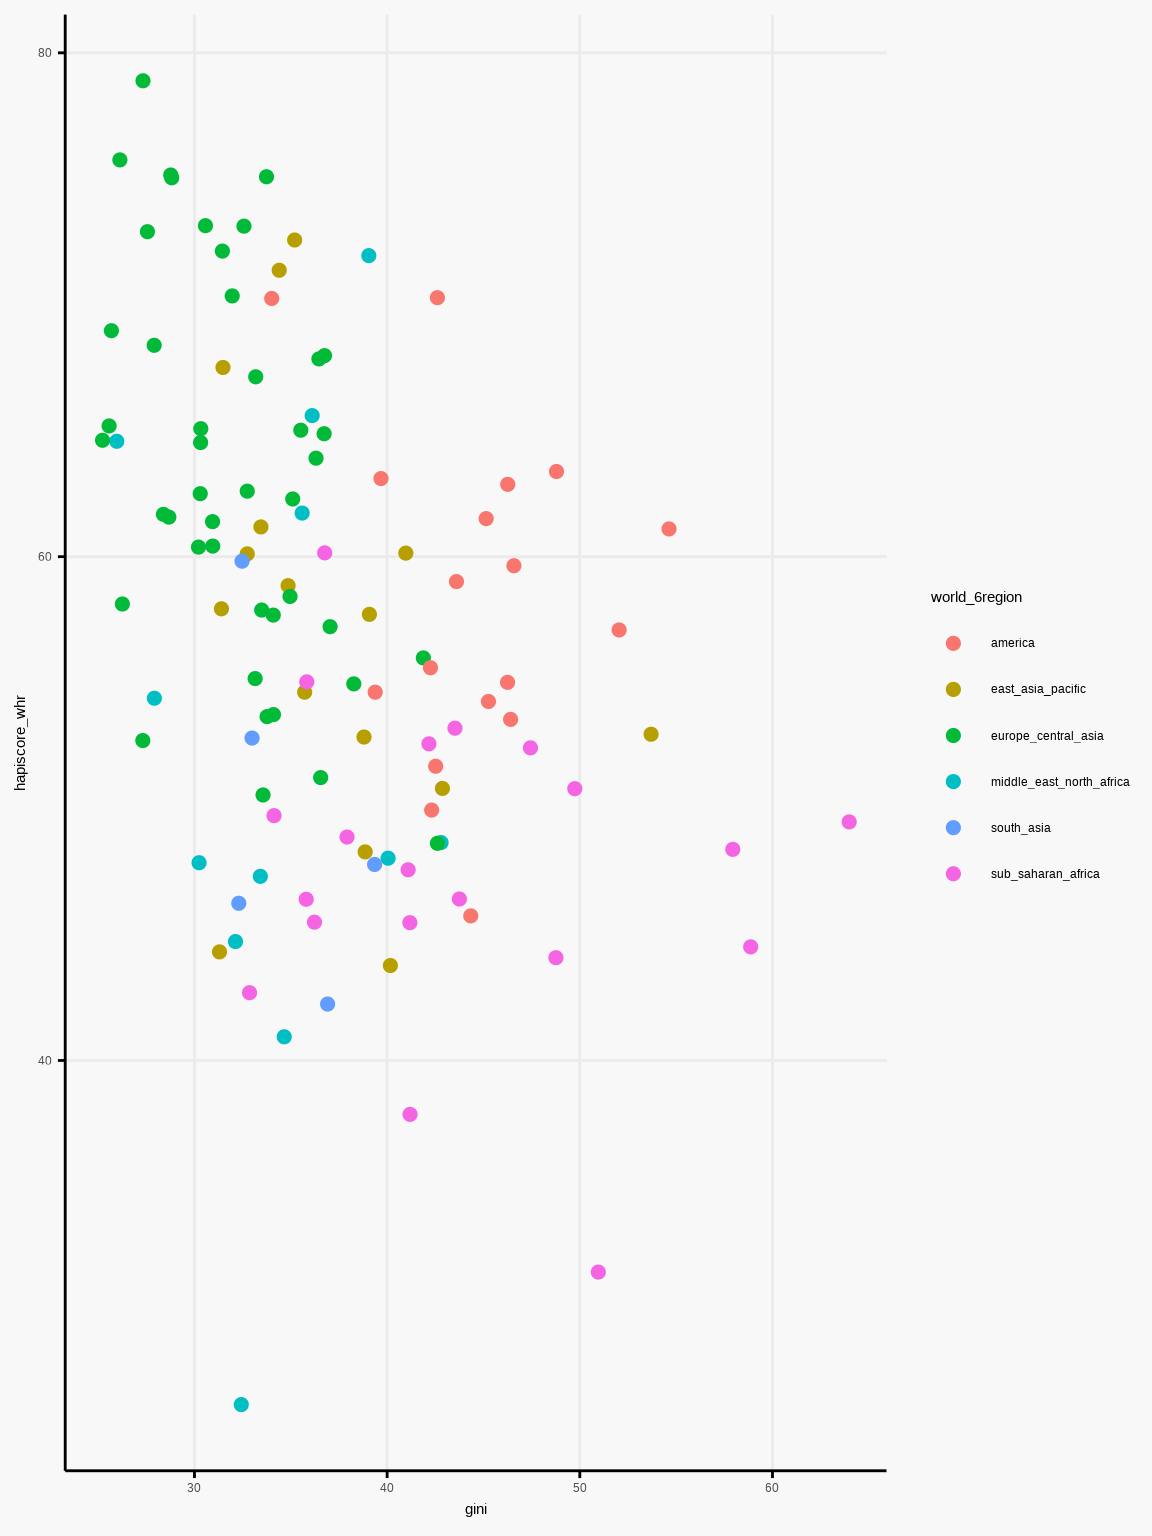 80
60
40
hapiscore_whr
30 40 50 60
gini
world_6region
america
east_asia_pacific
europe_central_asia
middle_east_north_africa
south_asia
sub_saharan_africa